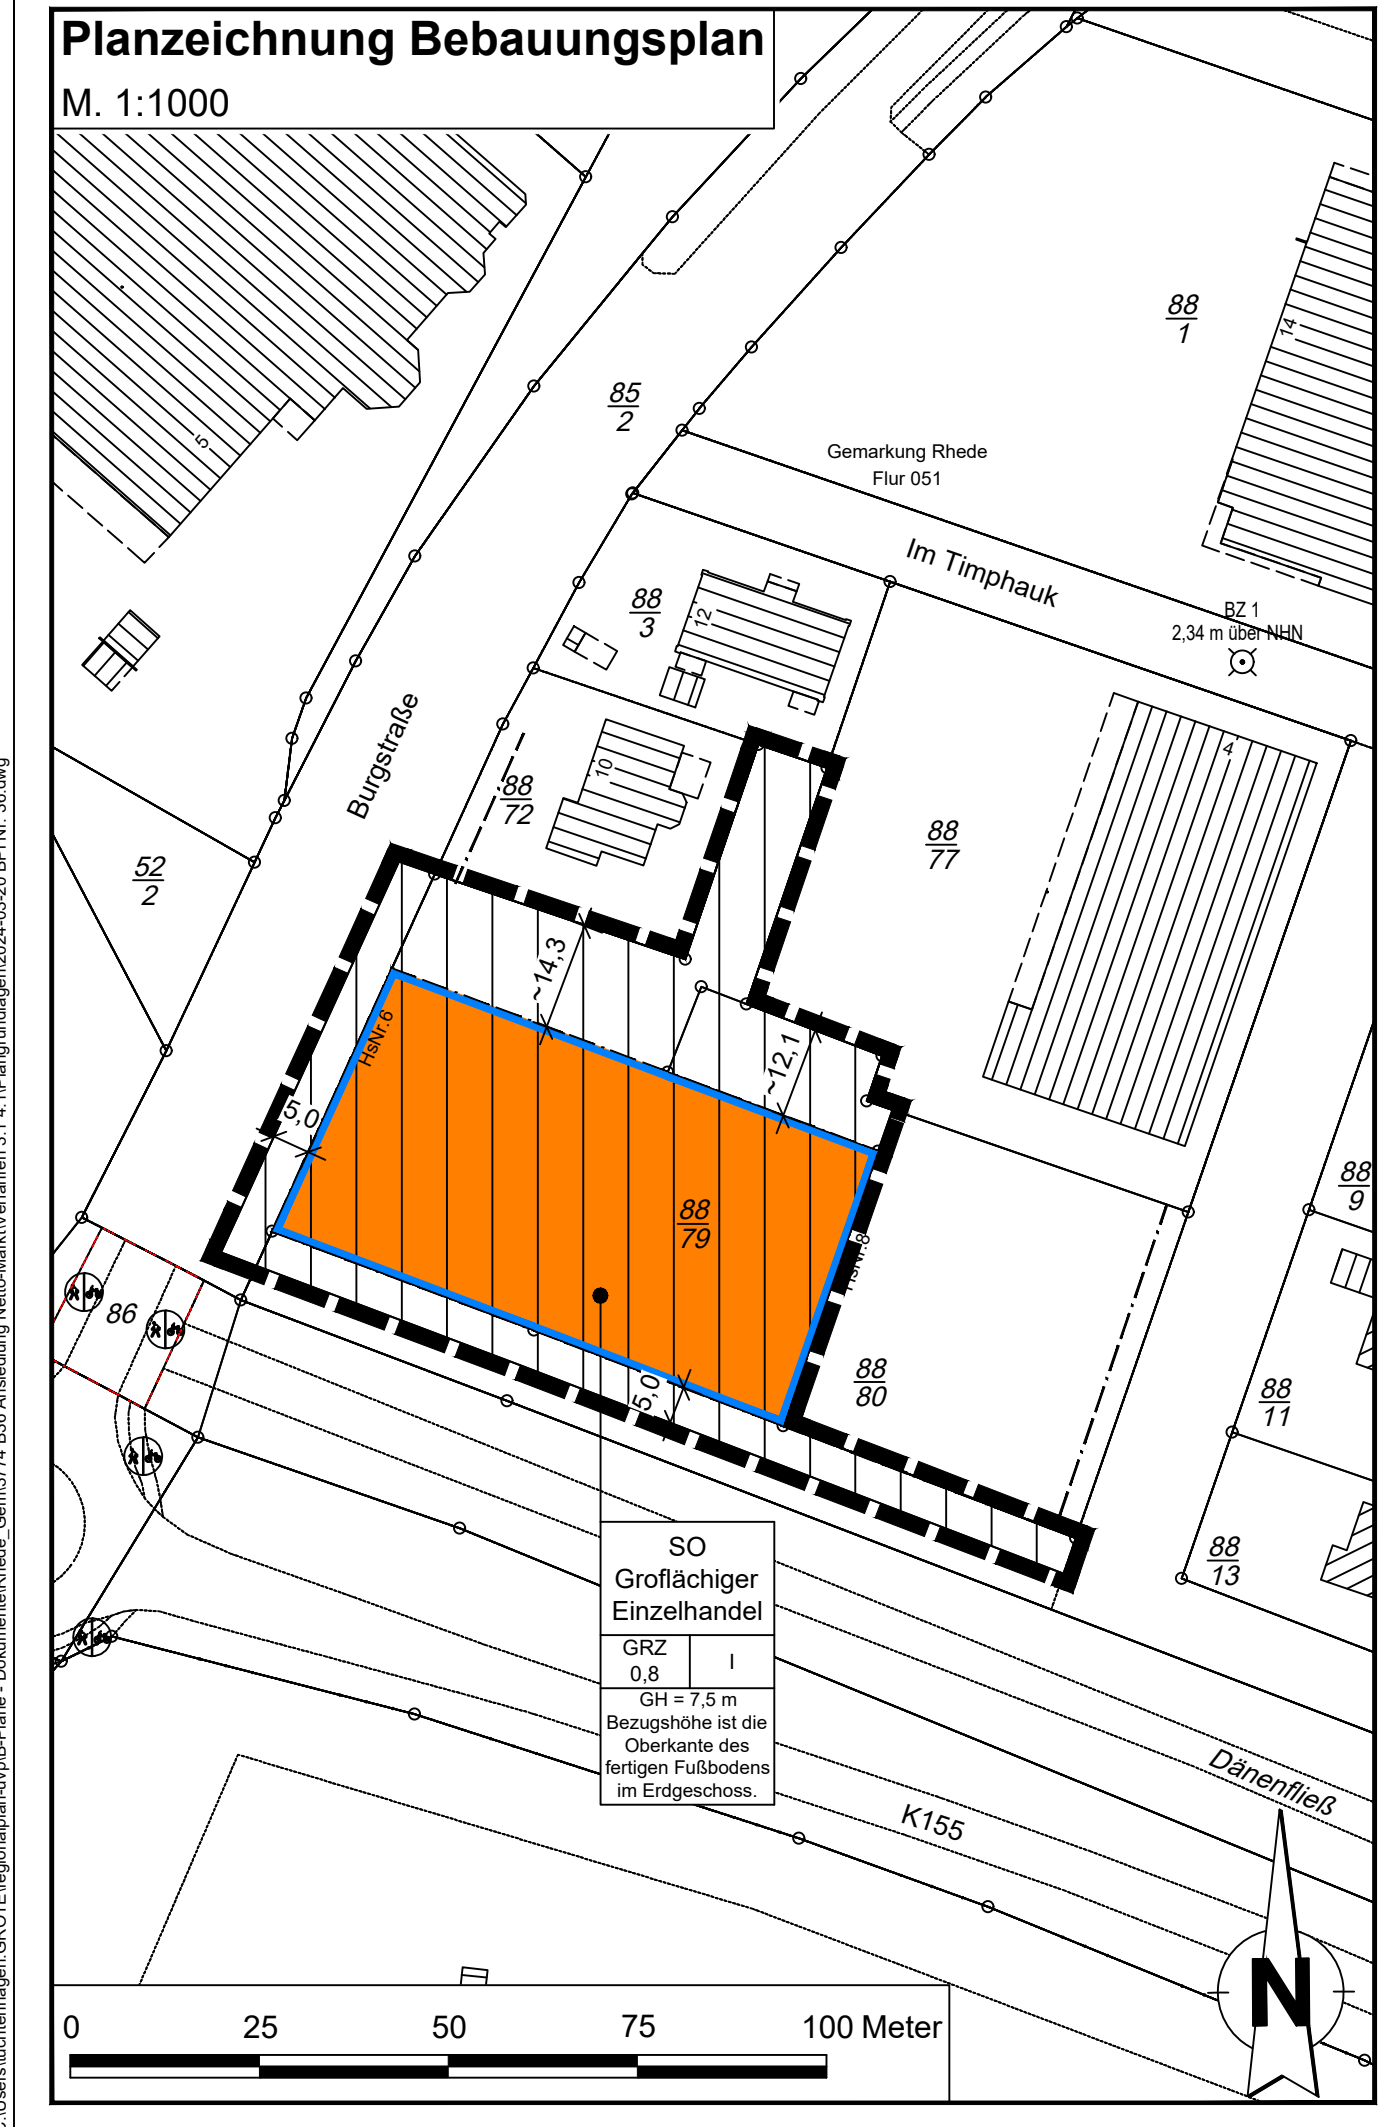 Planzeichnung Bebauungsplan
M. 1:1000
5
85
2
88
1
14
Gemarkung Rhede
Flur 051
Im Timphauk
BZ 1
2,34 m über NHN
88
3
12
Burgstraße
88
72
10
88
77
4
52
2
~14,3
HsNr.6
~12,1
5,0
88
79
HsNr.8
88
9
86
5,0
88
80
88
11
88
13
SO
Groflächiger
Einzelhandel
GRZ
0,8
I
GH = 7,5 m
Bezugshöhe ist die
Oberkante des
fertigen Fußbodens
im Erdgeschoss.
Dänenfließ
K155
N
0 25 50 75 100 Meter